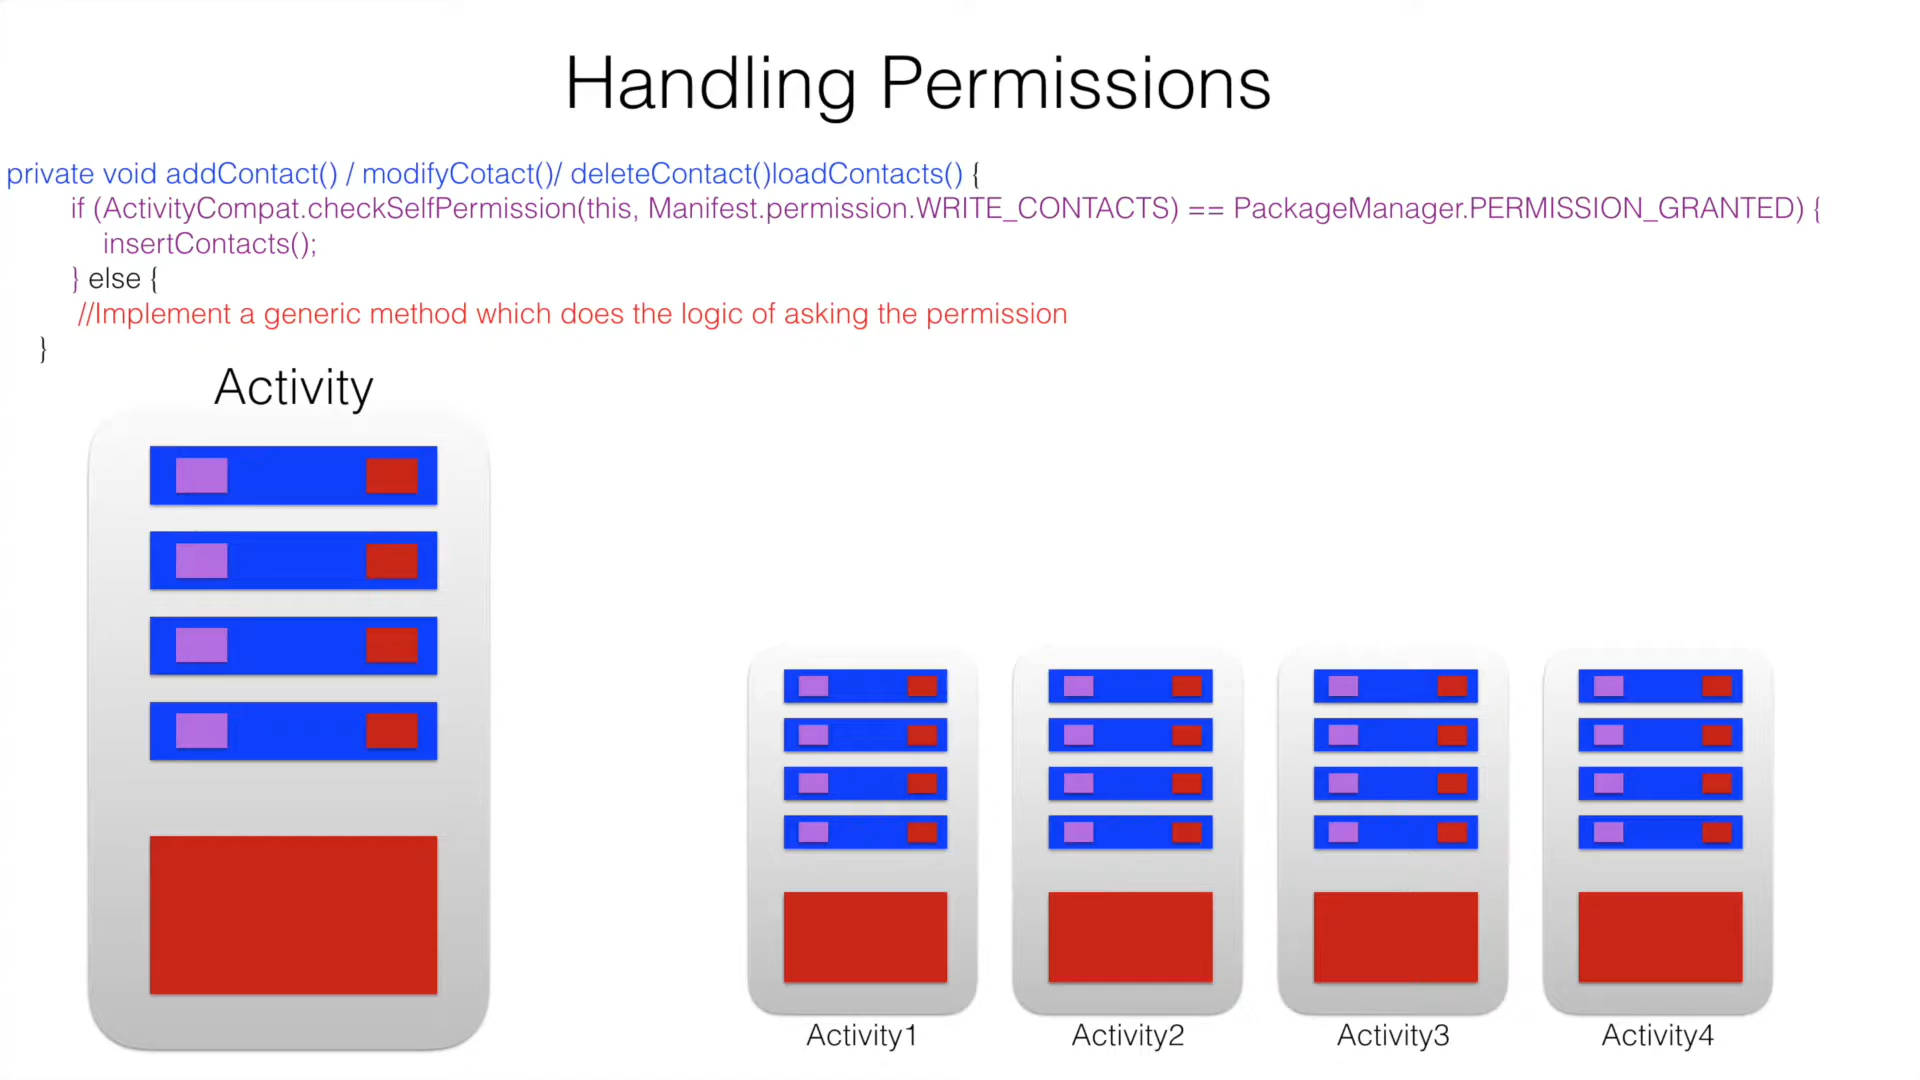 Handling Permissions
private void addContact() / modifyCotact()/ deleteContact()loadContacts() {
if (ActivityCompat.checkSelfPermission(this, Manifest.permission.WRITE_CONTACTS) == PackageManager.PERMISSION_GRANTED) {
insertContacts();
} else {
//Implement a generic method which does the logic of asking the permission
}
Activity
Activity1
Activity2
Activity3
Activity4